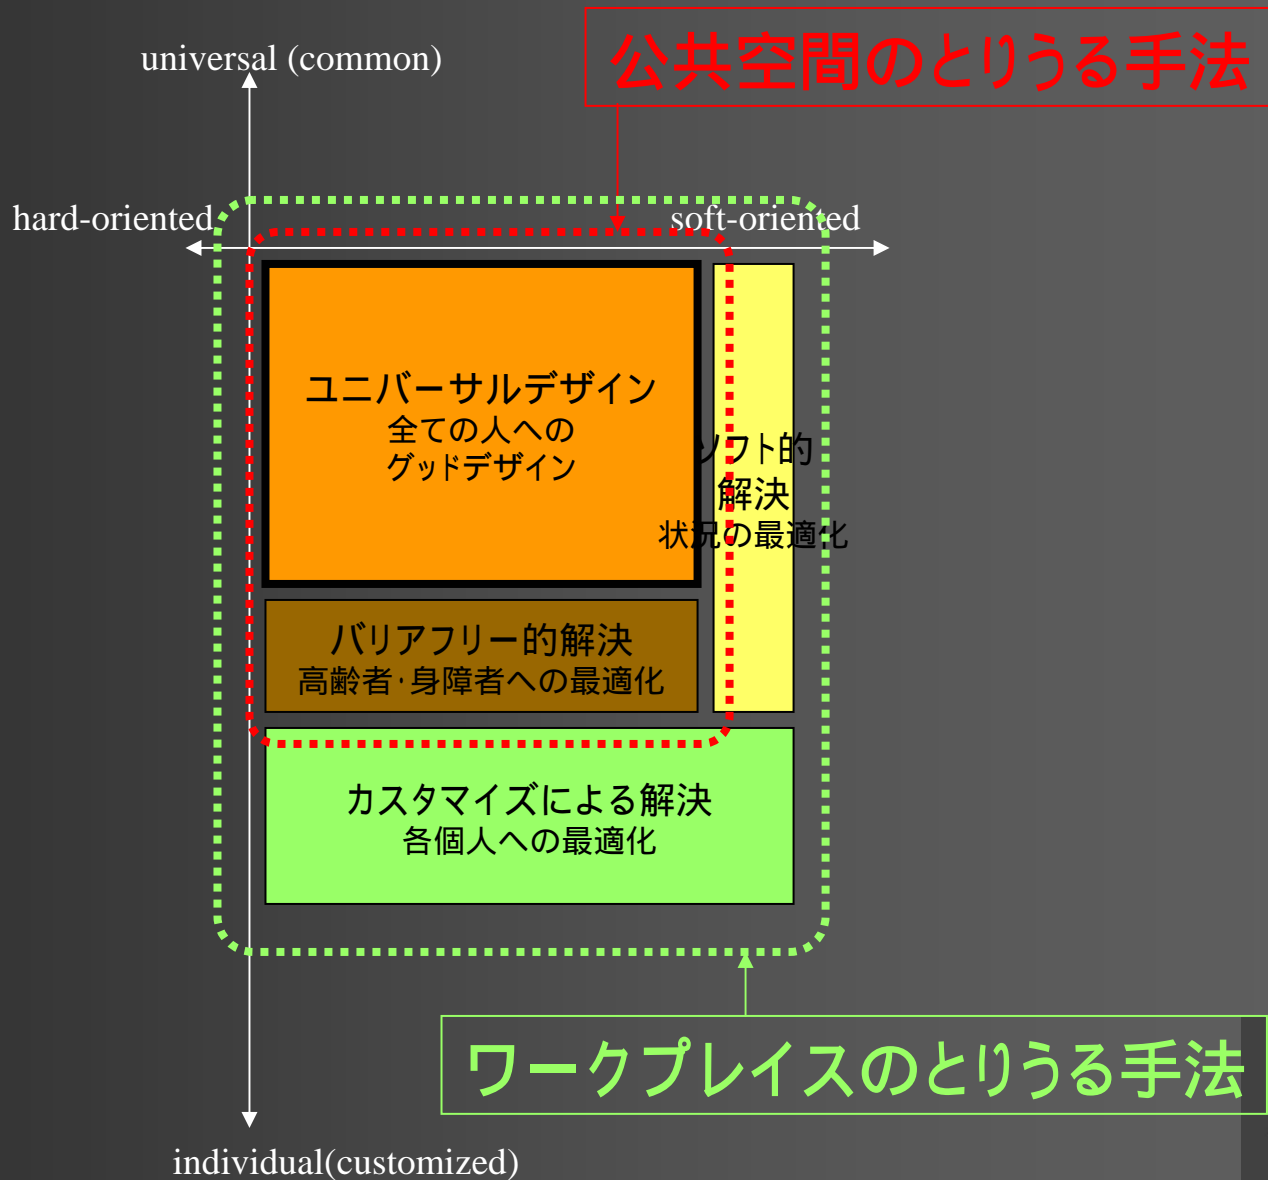 universal (common)
公共空間のとりうる手法
hard-oriented
soft-oriented
ユニバーサルデザイン
全ての人への
グッドデザイン
ソフト的
解決
状況の最適化
バリアフリー的解決
高齢者·身障者への最適化
カスタマイズによる解決
各個人への最適化
ワークプレイスのとりうる手法
individual(customized)